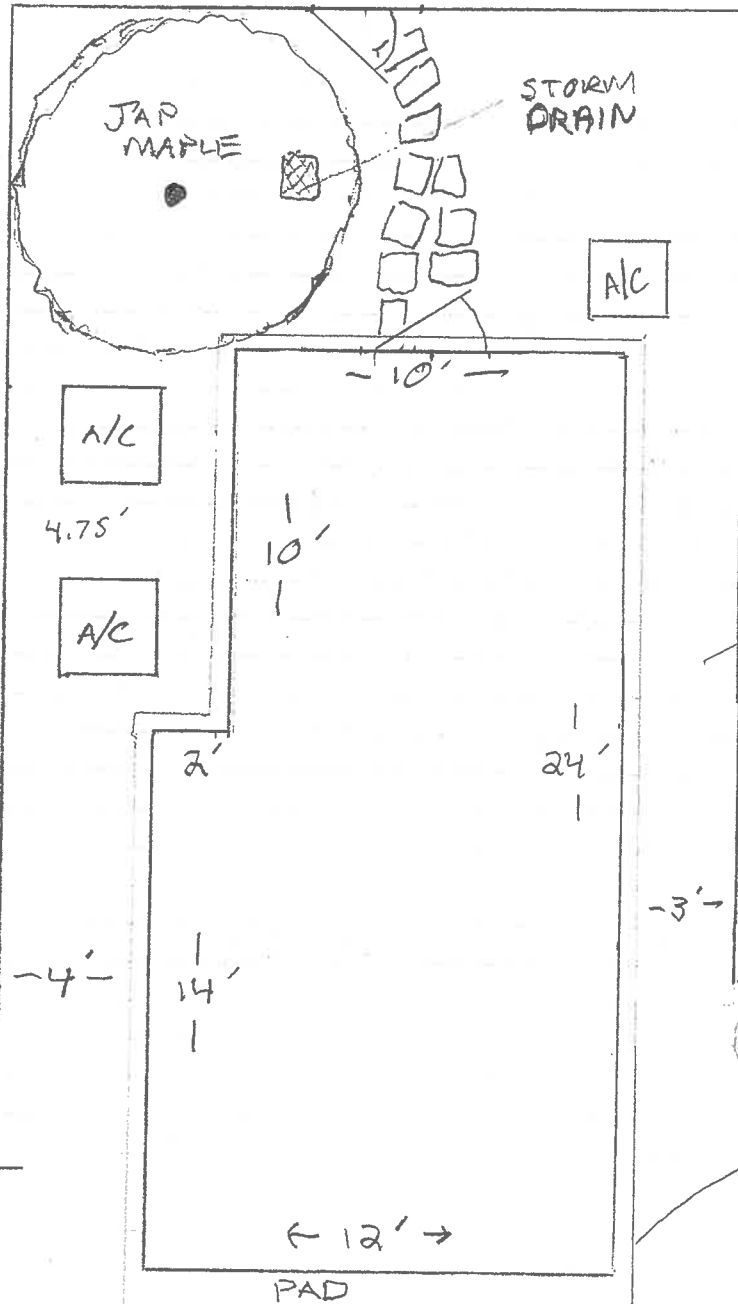 JAP
MAPLE
STORM
DRAIN
A/C
10'
A/C
4.75'
10'
A/C
2'
24'
3'
4'
14'
12'
PAD